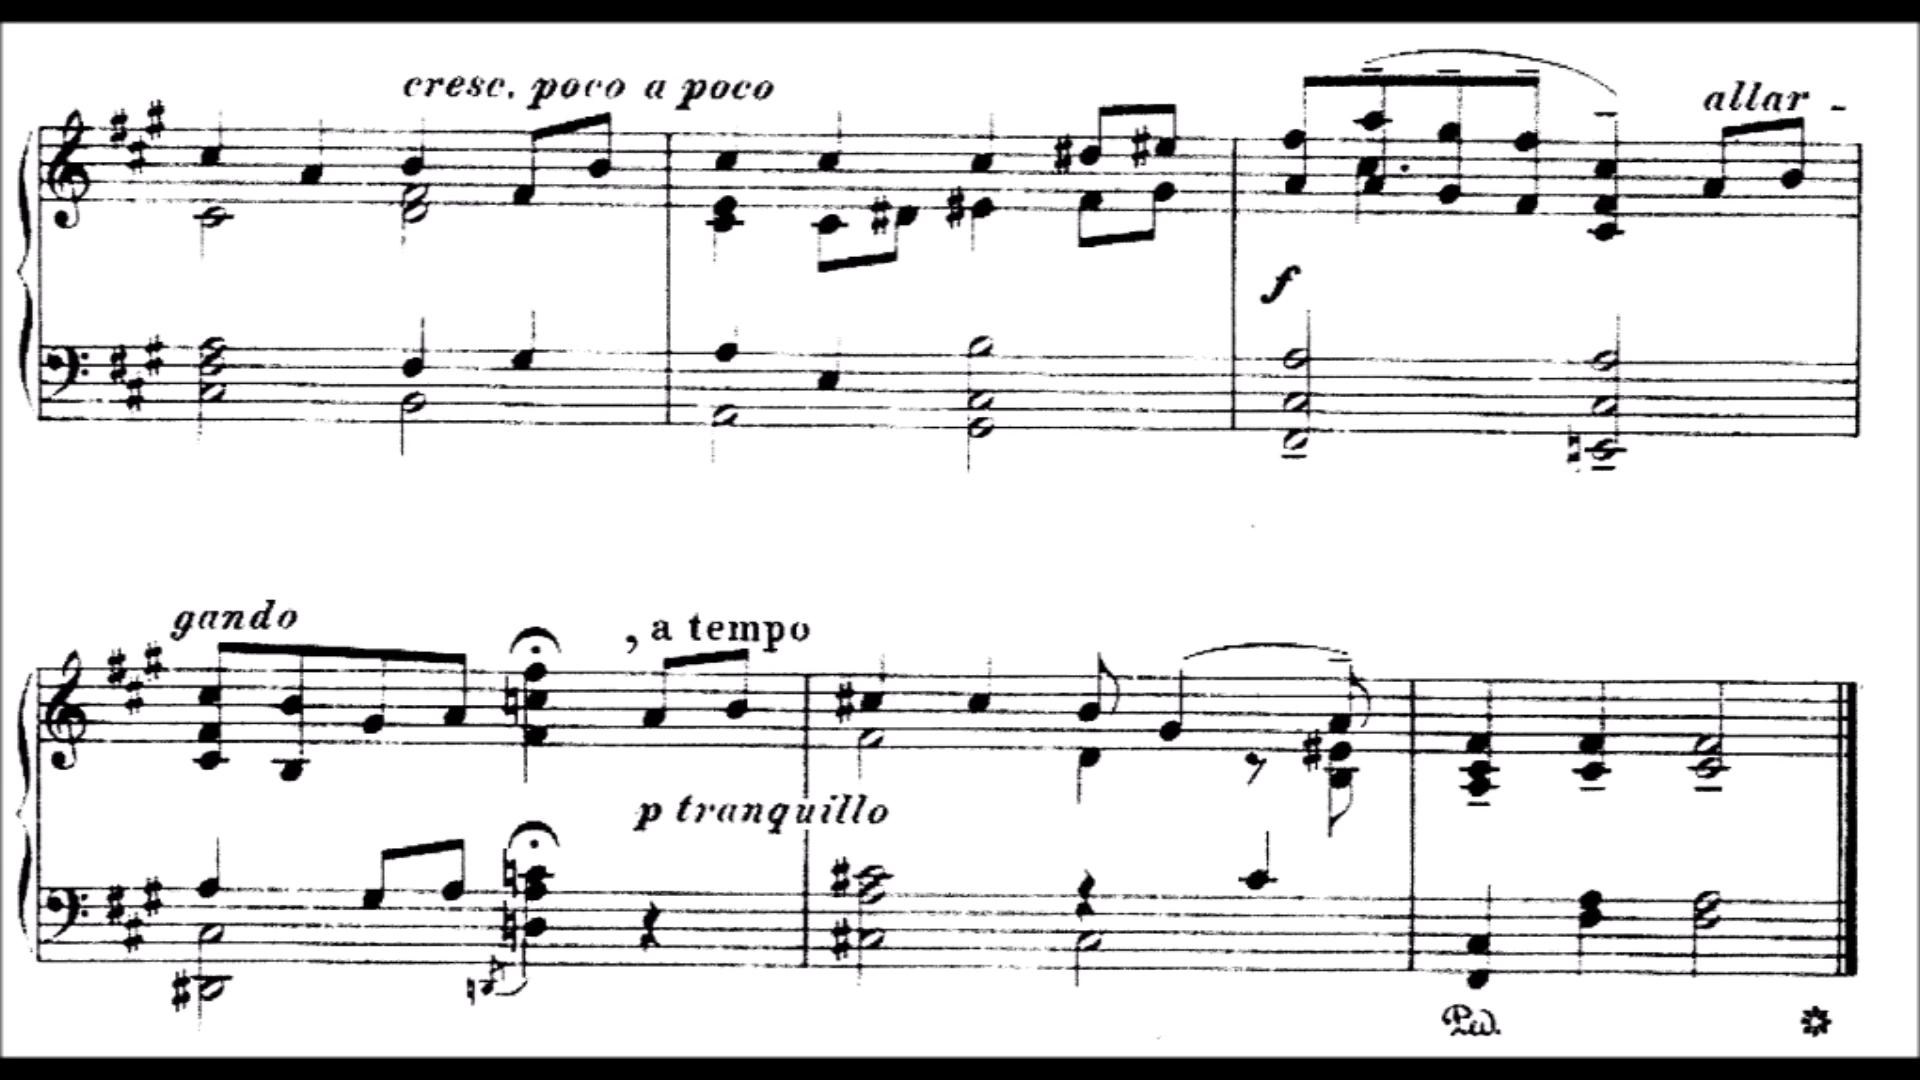 cresc. poco a poco
allar -
f
gando
, a tempo
p tranquillo
Ped. *